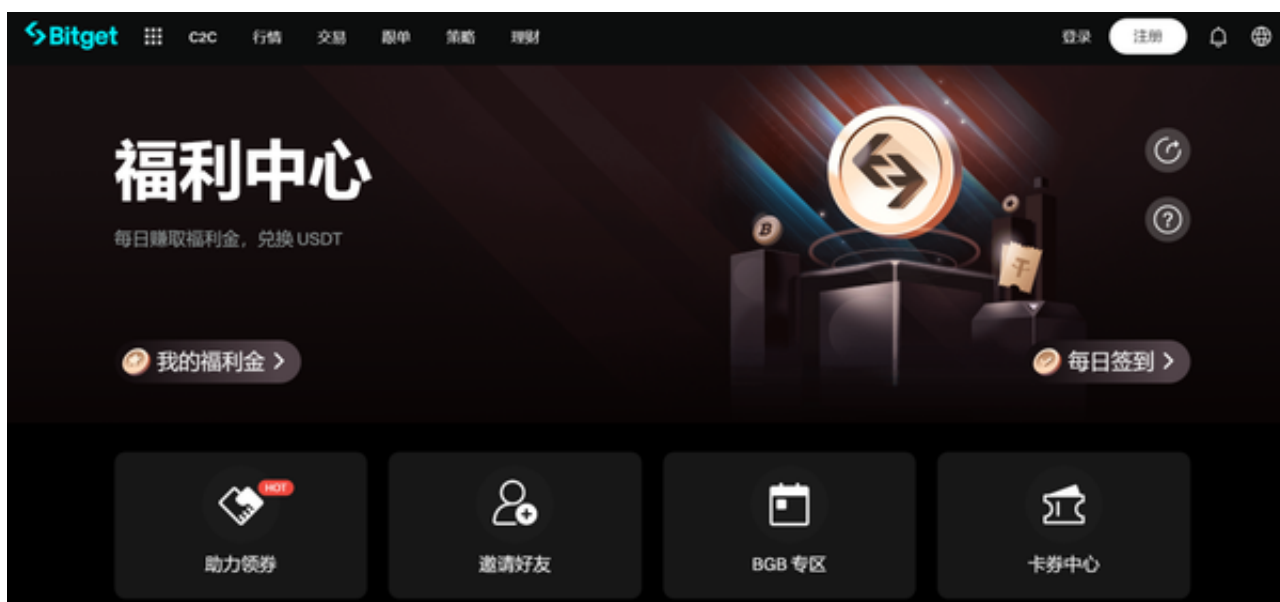 Bitget C2C 行情 交易 跟单 策略 理财 登录 注册
福利中心
每日赚取福利金，兑换 USDT
我的福利金 每日签到
HOT
助力领券 邀请好友 BGB 专区 卡券中心